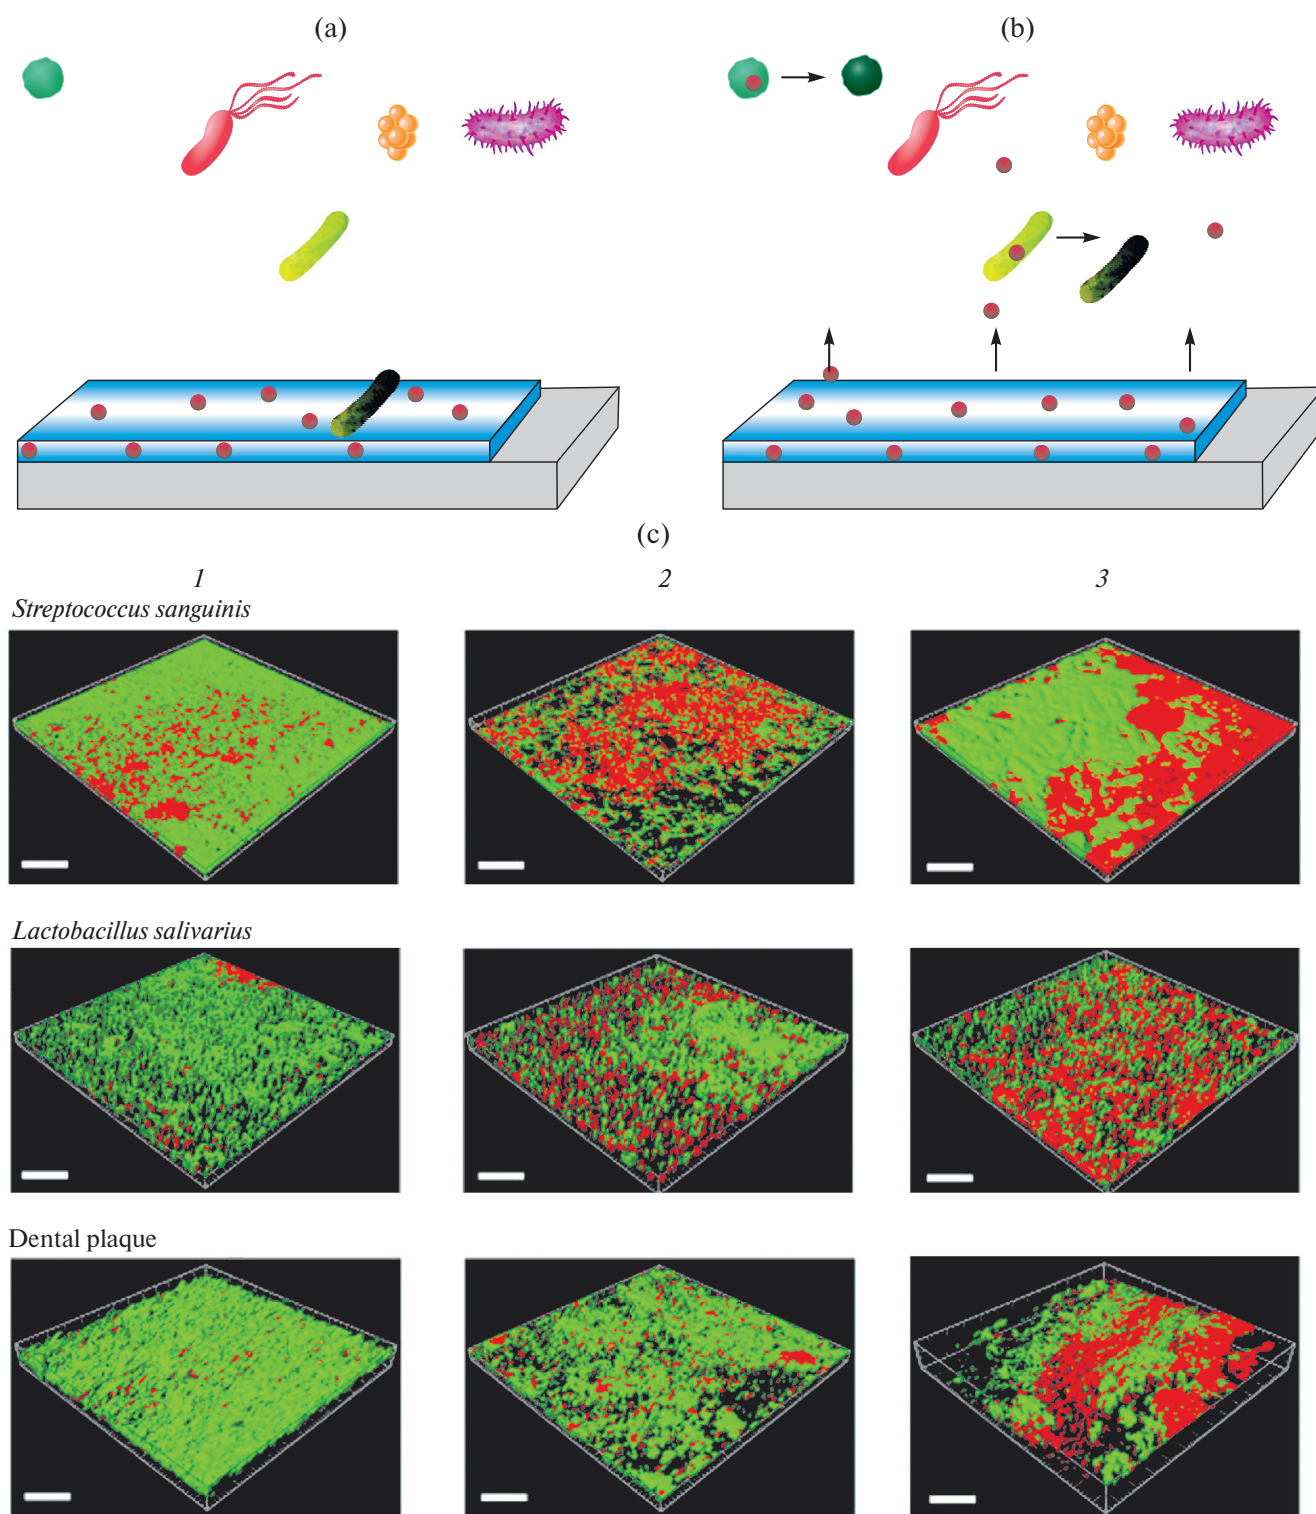 (a)
(b)
(c)
1
2
3
Streptococcus sanguinis
Lactobacillus salivarius
Dental plaque